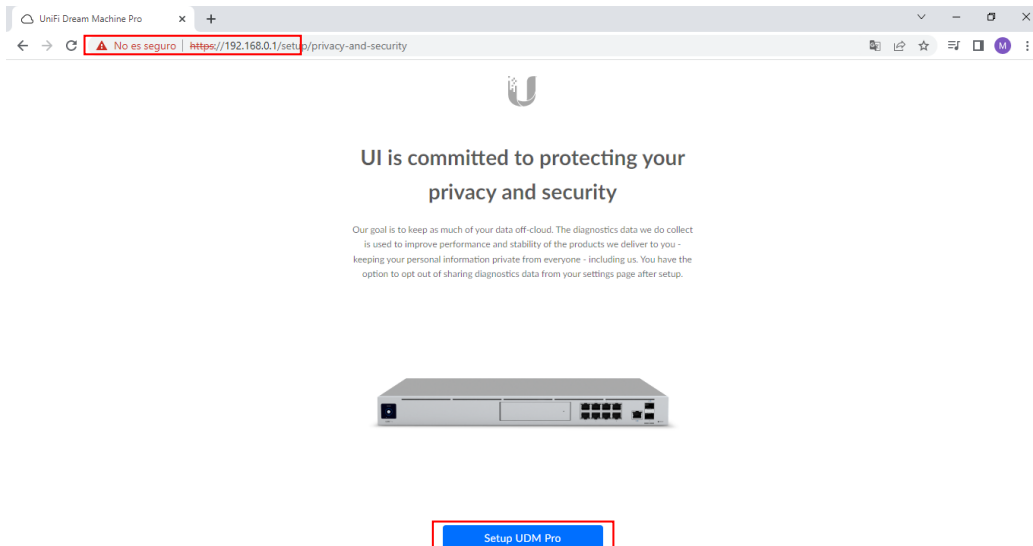 UniFi Dream Machine Pro
No es seguro | https://192.168.0.1/setup/privacy-and-security
M
UI is committed to protecting your
privacy and security
Our goal is to keep as much of your data off-cloud. The diagnostics data we do collect
is used to improve performance and stability of the products we deliver to you -
keeping your personal information private from everyone - including us. You have the
option to opt out of sharing diagnostics data from your settings page after setup.
Setup UDM Pro